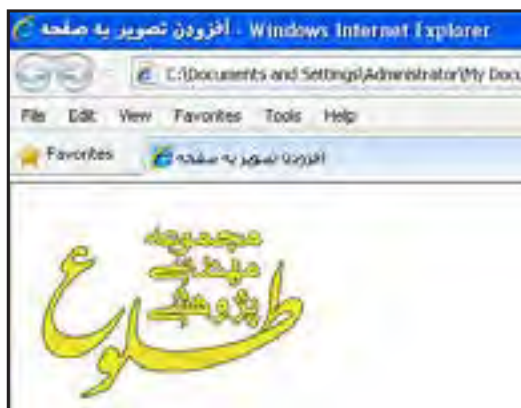 افزودن تصویر به صفحه - Windows Internet Explorer
C:\Documents and Settings\Administrator\My Docu
File Edit View Favorites Tools Help
Favorites افزودن تصویر به صفحه
مجموعه
مهندسی
پژوهشی
طلوع